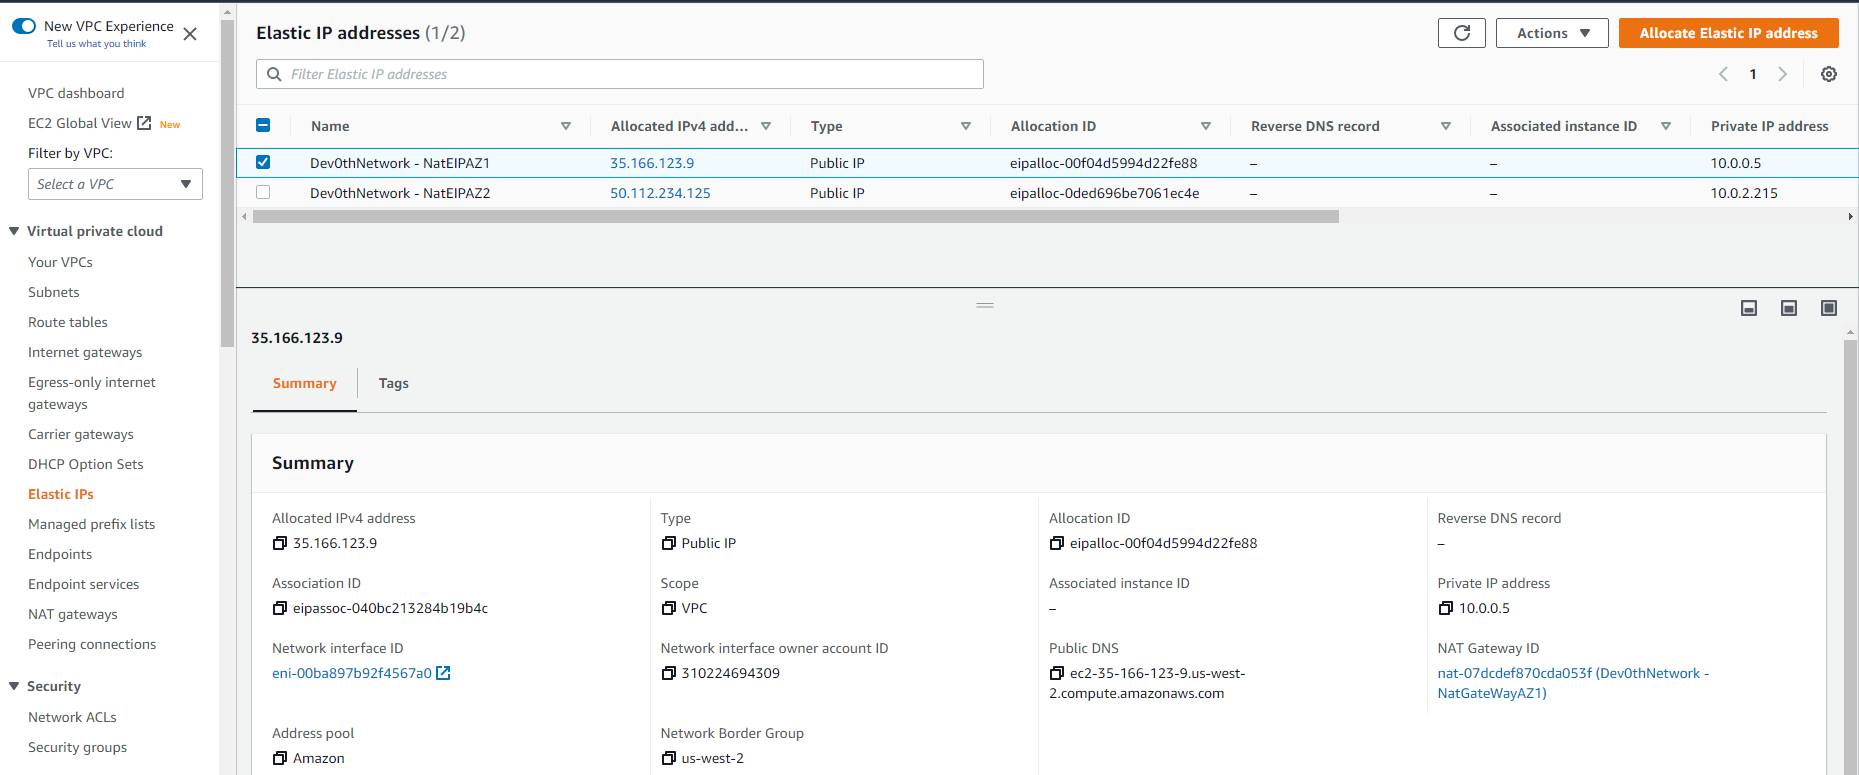 New VPC Experience
Tell us what you think
VPC dashboard
EC2 Global View New
Filter by VPC:
Select a VPC
Virtual private cloud
Your VPCs
Subnets
Route tables
Internet gateways
Egress-only internet
gateways
Carrier gateways
DHCP Option Sets
Elastic IPs
Managed prefix lists
Endpoints
Endpoint services
NAT gateways
Peering connections
Security
Network ACLs
Security groups
Elastic IP addresses (1/2)
Actions
Allocate Elastic IP address
Filter Elastic IP addresses
1
Name Allocated IPv4 add... Type Allocation ID Reverse DNS record Associated instance ID Private IP address
Dev0thNetwork - NatEIPAZ1 35.166.123.9 Public IP eipalloc-00f04d5994d22fe88 – – 10.0.0.5
Dev0thNetwork - NatEIPAZ2 50.112.234.125 Public IP eipalloc-0ded696be7061ec4e – – 10.0.2.215
35.166.123.9
Summary Tags
Summary
Allocated IPv4 address Type Allocation ID Reverse DNS record
35.166.123.9 Public IP eipalloc-00f04d5994d22fe88 –
Association ID Scope Associated instance ID Private IP address
eipassoc-040bc213284b19b4c VPC – 10.0.0.5
Network interface ID Network interface owner account ID Public DNS NAT Gateway ID
eni-00ba897b92f4567a0 310224694309 ec2-35-166-123-9.us-west- nat-07dcdef870cda053f (Dev0thNetwork -
2.compute.amazonaws.com NatGateWayAZ1)
Address pool Network Border Group
Amazon us-west-2